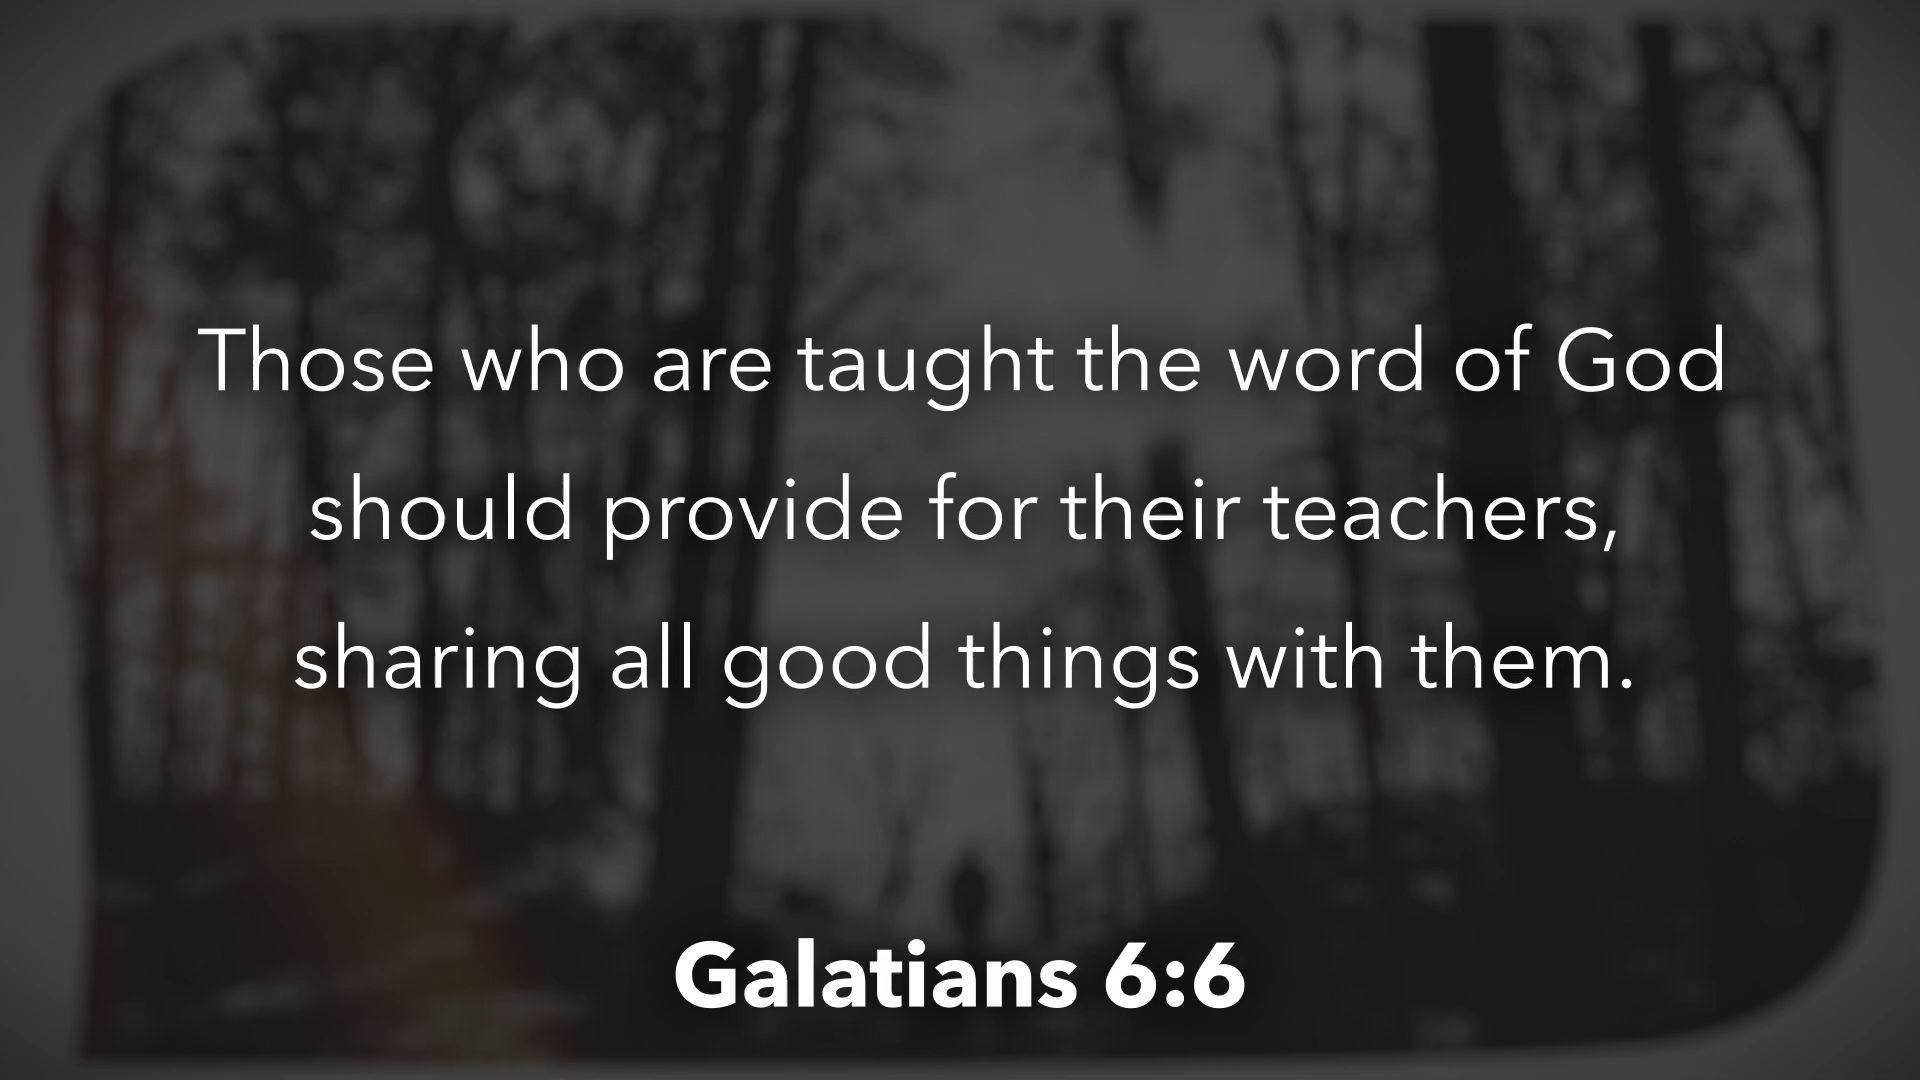 Those who are taught the word of God
should provide for their teachers,
sharing all good things with them.
Galatians 6:6